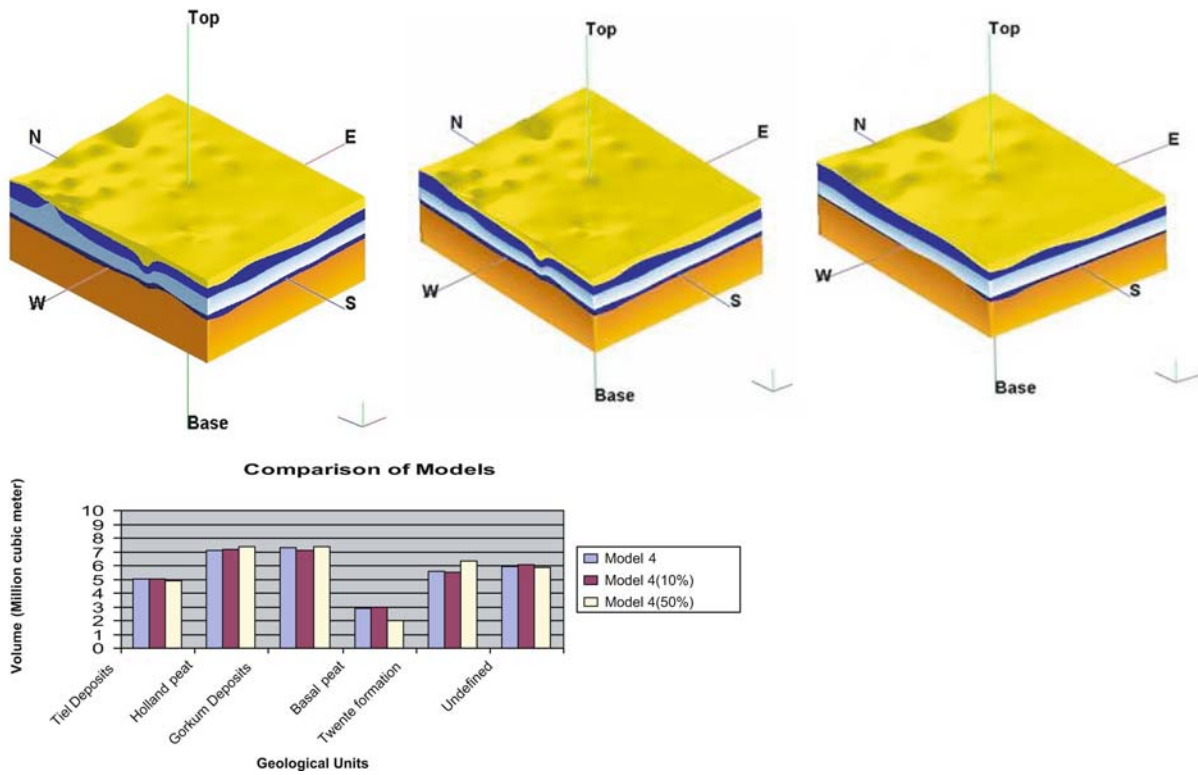 Top
N
E
W
S
Base
Top
N
E
W
S
Base
Top
N
E
W
S
Base
Comparison of Models
Volume (Million cubic meter)
10
9
8
7
6
5
4
3
2
1
0
Tiel Deposits
Holland peat
Gorkum Deposits
Basal peat
Twente formation
Undefined
Geological Units
Model 4
Model 4(10%)
Model 4(50%)